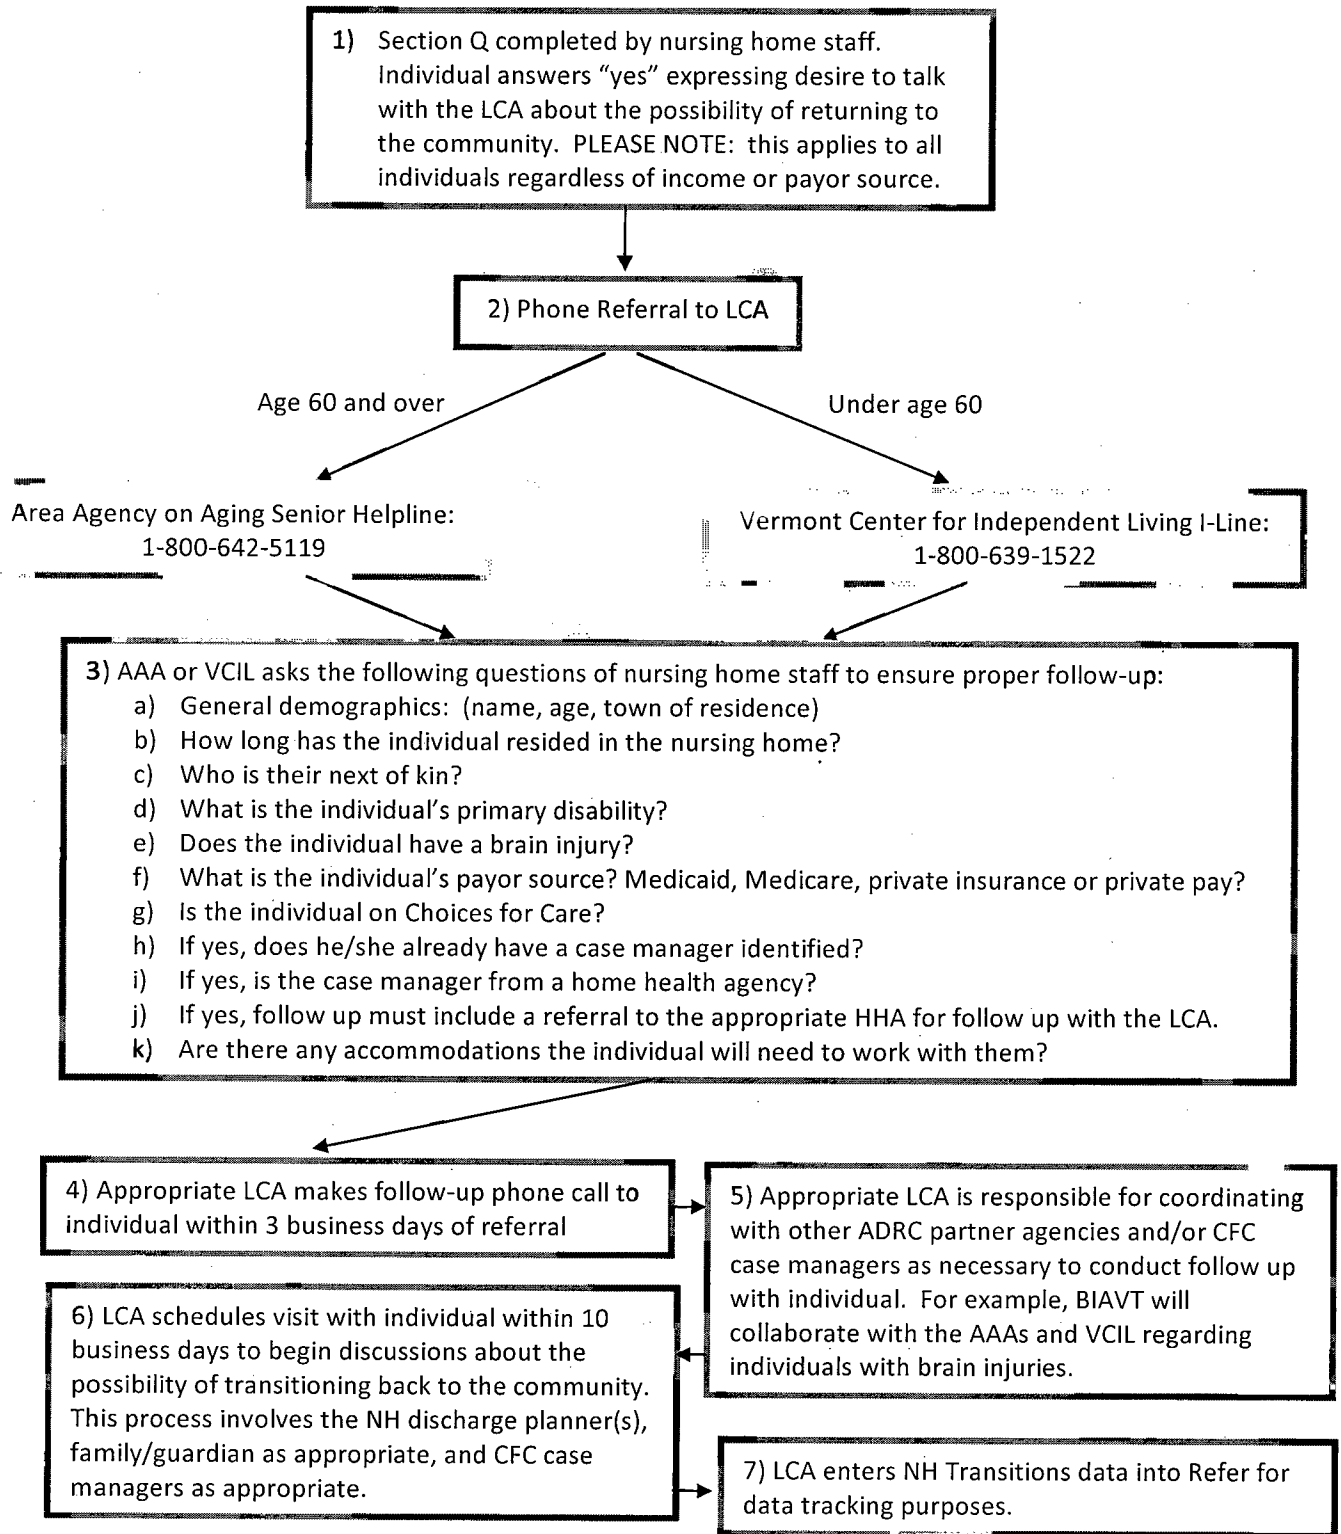 1) Section Q completed by nursing home staff.
Individual answers "yes" expressing desire to talk
with the LCA about the possibility of returning to
the community. PLEASE NOTE: this applies to all
individuals regardless of income or payor source.
2) Phone Referral to LCA
Age 60 and over
Under age 60
Area Agency on Aging Senior Helpline:
1-800-642-5119
Vermont Center for Independent Living I-Line:
1-800-639-1522
3) AAA or VCIL asks the following questions of nursing home staff to ensure proper follow-up:
a) General demographics: (name, age, town of residence)
b) How long has the individual resided in the nursing home?
c) Who is their next of kin?
d) What is the individual's primary disability?
e) Does the individual have a brain injury?
f) What is the individual's payor source? Medicaid, Medicare, private insurance or private pay?
g) Is the individual on Choices for Care?
h) If yes, does he/she already have a case manager identified?
i) If yes, is the case manager from a home health agency?
j) If yes, follow up must include a referral to the appropriate HHA for follow up with the LCA.
k) Are there any accommodations the individual will need to work with them?
4) Appropriate LCA makes follow-up phone call to
individual within 3 business days of referral
5) Appropriate LCA is responsible for coordinating
with other ADRC partner agencies and/or CFC
case managers as necessary to conduct follow up
with individual. For example, BIAVT will
collaborate with the AAAs and VCIL regarding
individuals with brain injuries.
6) LCA schedules visit with individual within 10
business days to begin discussions about the
possibility of transitioning back to the community.
This process involves the NH discharge planner(s),
family/guardian as appropriate, and CFC case
managers as appropriate.
7) LCA enters NH Transitions data into Refer for
data tracking purposes.